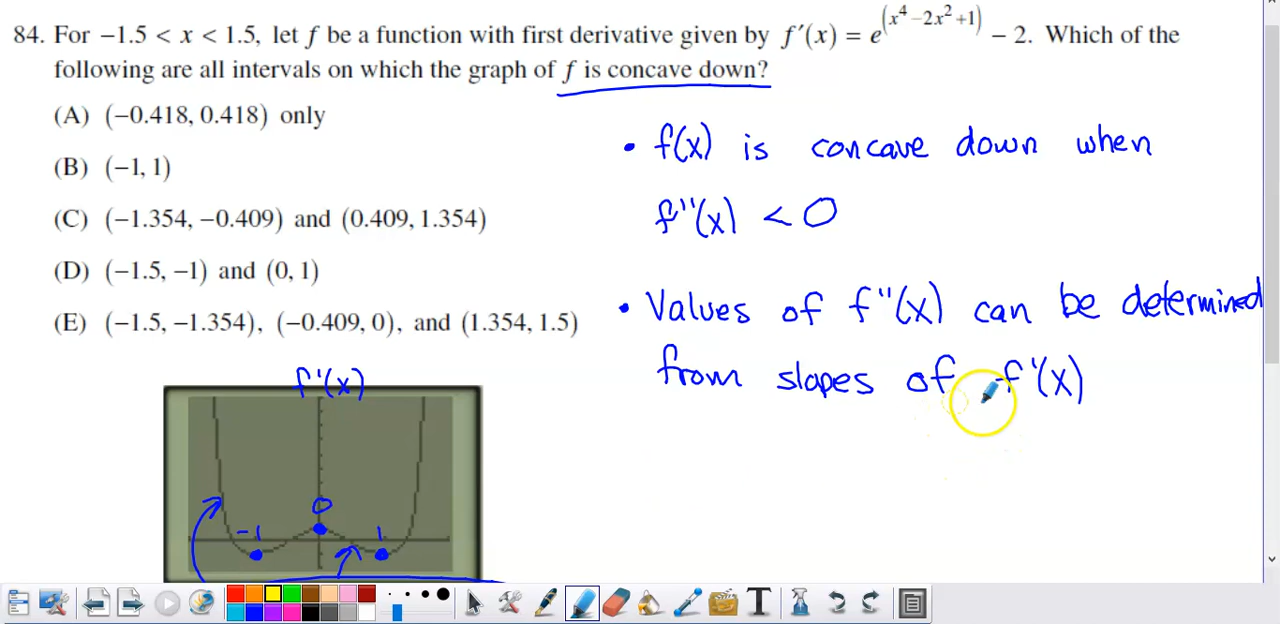 84. For −1.5 < x < 1.5, let f be a function with first derivative given by f′(x) = e^(x⁴−2x²+1) − 2. Which of the
following are all intervals on which the graph of f is concave down?
(A) (−0.418, 0.418) only
(B) (−1, 1)
(C) (−1.354, −0.409) and (0.409, 1.354)
(D) (−1.5, −1) and (0, 1)
(E) (−1.5, −1.354), (−0.409, 0), and (1.354, 1.5)
• f(x) is concave down when
f''(x) < 0
• Values of f''(x) can be determined
from slopes of f'(x)
f'(x)
0
-1
1
T